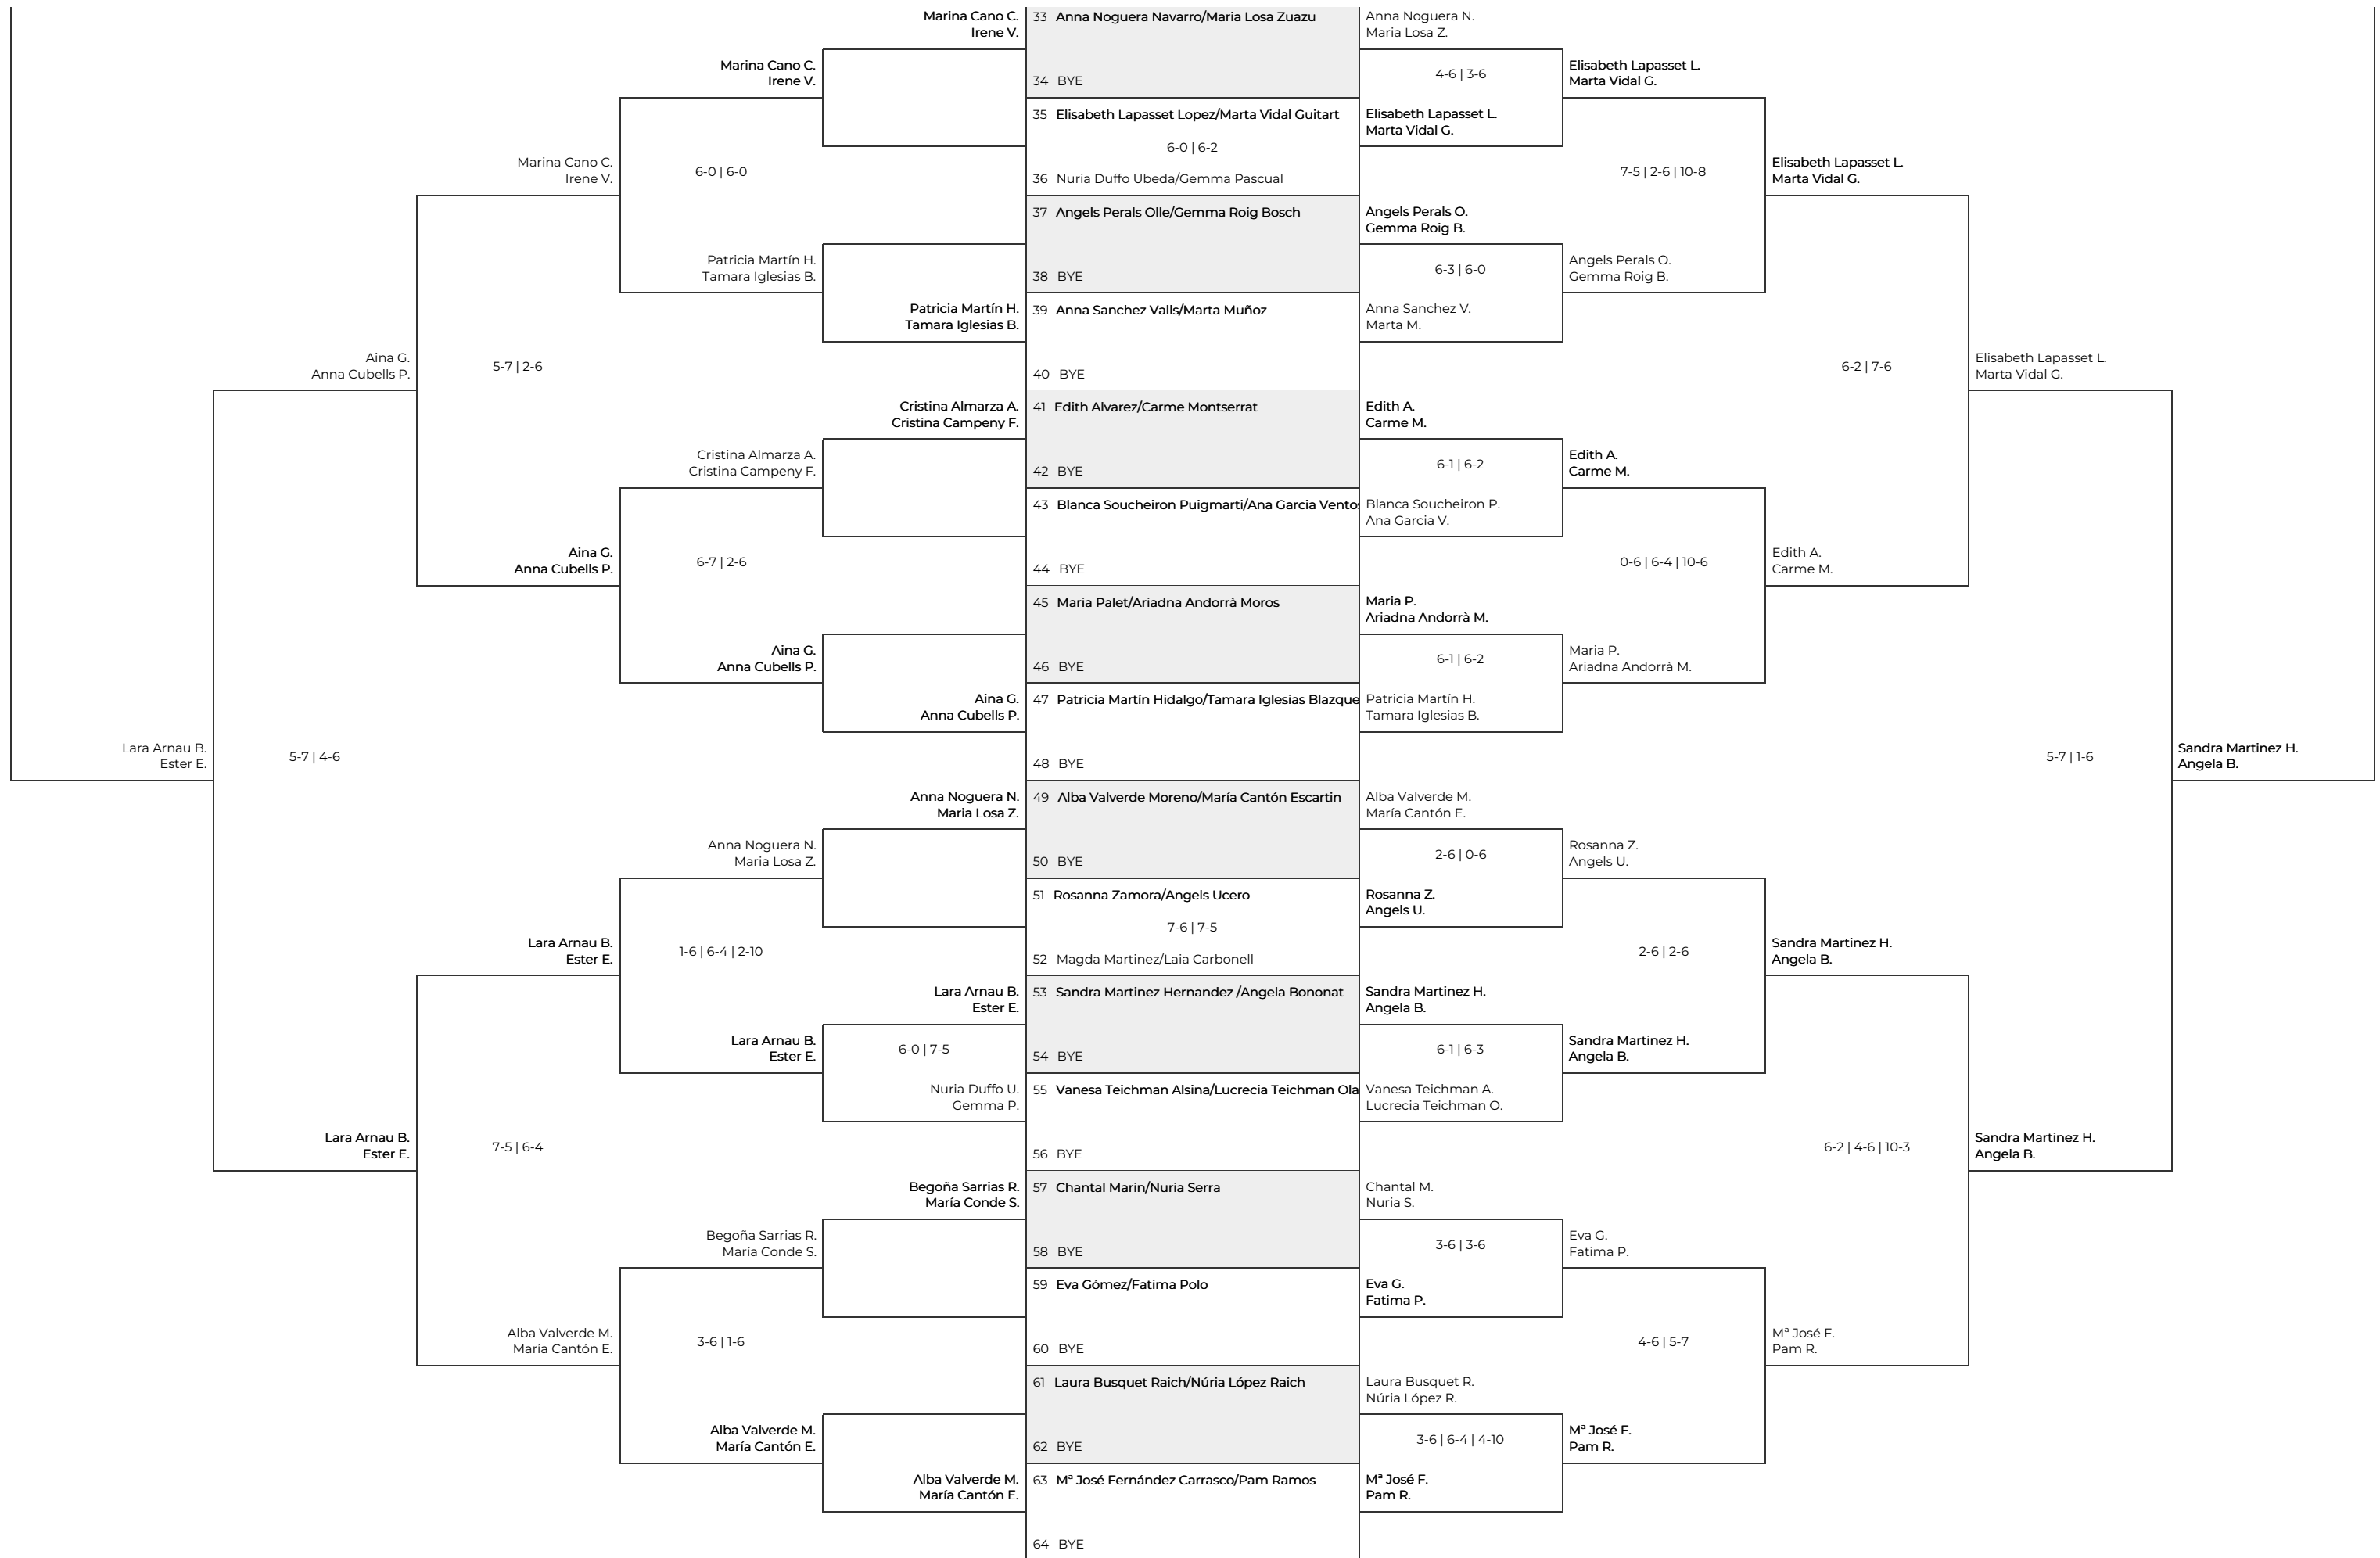 Marina Cano C.
Irene V.
33 Anna Noguera Navarro/Maria Losa Zuazu
Anna Noguera N.
Maria Losa Z.
Marina Cano C.
Irene V.
34 BYE
4-6 | 3-6
Elisabeth Lapasset L.
Marta Vidal G.
35 Elisabeth Lapasset Lopez/Marta Vidal Guitart
Elisabeth Lapasset L.
Marta Vidal G.
6-0 | 6-2
Marina Cano C.
Irene V.
6-0 | 6-0
36 Nuria Duffo Ubeda/Gemma Pascual
7-5 | 2-6 | 10-8
Elisabeth Lapasset L.
Marta Vidal G.
37 Angels Perals Olle/Gemma Roig Bosch
Angels Perals O.
Gemma Roig B.
Patricia Martín H.
Tamara Iglesias B.
38 BYE
6-3 | 6-0
Angels Perals O.
Gemma Roig B.
Patricia Martín H.
Tamara Iglesias B.
39 Anna Sanchez Valls/Marta Muñoz
Anna Sanchez V.
Marta M.
Aina G.
Anna Cubells P.
5-7 | 2-6
40 BYE
6-2 | 7-6
Elisabeth Lapasset L.
Marta Vidal G.
Cristina Almarza A.
Cristina Campeny F.
41 Edith Alvarez/Carme Montserrat
Edith A.
Carme M.
Cristina Almarza A.
Cristina Campeny F.
42 BYE
6-1 | 6-2
Edith A.
Carme M.
43 Blanca Soucheiron Puigmarti/Ana Garcia Ventos
Blanca Soucheiron P.
Ana Garcia V.
Aina G.
Anna Cubells P.
6-7 | 2-6
44 BYE
0-6 | 6-4 | 10-6
Edith A.
Carme M.
45 Maria Palet/Ariadna Andorrà Moros
Maria P.
Ariadna Andorrà M.
Aina G.
Anna Cubells P.
46 BYE
6-1 | 6-2
Maria P.
Ariadna Andorrà M.
Aina G.
Anna Cubells P.
47 Patricia Martín Hidalgo/Tamara Iglesias Blazque
Patricia Martín H.
Tamara Iglesias B.
Lara Arnau B.
Ester E.
5-7 | 4-6
48 BYE
5-7 | 1-6
Sandra Martinez H.
Angela B.
Anna Noguera N.
Maria Losa Z.
49 Alba Valverde Moreno/María Cantón Escartin
Alba Valverde M.
María Cantón E.
Anna Noguera N.
Maria Losa Z.
50 BYE
2-6 | 0-6
Rosanna Z.
Angels U.
51 Rosanna Zamora/Angels Ucero
Rosanna Z.
Angels U.
7-6 | 7-5
Lara Arnau B.
Ester E.
1-6 | 6-4 | 2-10
52 Magda Martinez/Laia Carbonell
2-6 | 2-6
Sandra Martinez H.
Angela B.
Lara Arnau B.
Ester E.
53 Sandra Martinez Hernandez /Angela Bononat
Sandra Martinez H.
Angela B.
Lara Arnau B.
Ester E.
6-0 | 7-5
54 BYE
6-1 | 6-3
Sandra Martinez H.
Angela B.
Nuria Duffo U.
Gemma P.
55 Vanesa Teichman Alsina/Lucrecia Teichman Ola
Vanesa Teichman A.
Lucrecia Teichman O.
Lara Arnau B.
Ester E.
7-5 | 6-4
56 BYE
6-2 | 4-6 | 10-3
Sandra Martinez H.
Angela B.
Begoña Sarrias R.
María Conde S.
57 Chantal Marin/Nuria Serra
Chantal M.
Nuria S.
Begoña Sarrias R.
María Conde S.
58 BYE
3-6 | 3-6
Eva G.
Fatima P.
59 Eva Gómez/Fatima Polo
Eva G.
Fatima P.
Alba Valverde M.
María Cantón E.
3-6 | 1-6
60 BYE
4-6 | 5-7
Mª José F.
Pam R.
61 Laura Busquet Raich/Núria López Raich
Laura Busquet R.
Núria López R.
Alba Valverde M.
María Cantón E.
62 BYE
3-6 | 6-4 | 4-10
Mª José F.
Pam R.
Alba Valverde M.
María Cantón E.
63 Mª José Fernández Carrasco/Pam Ramos
Mª José F.
Pam R.
64 BYE